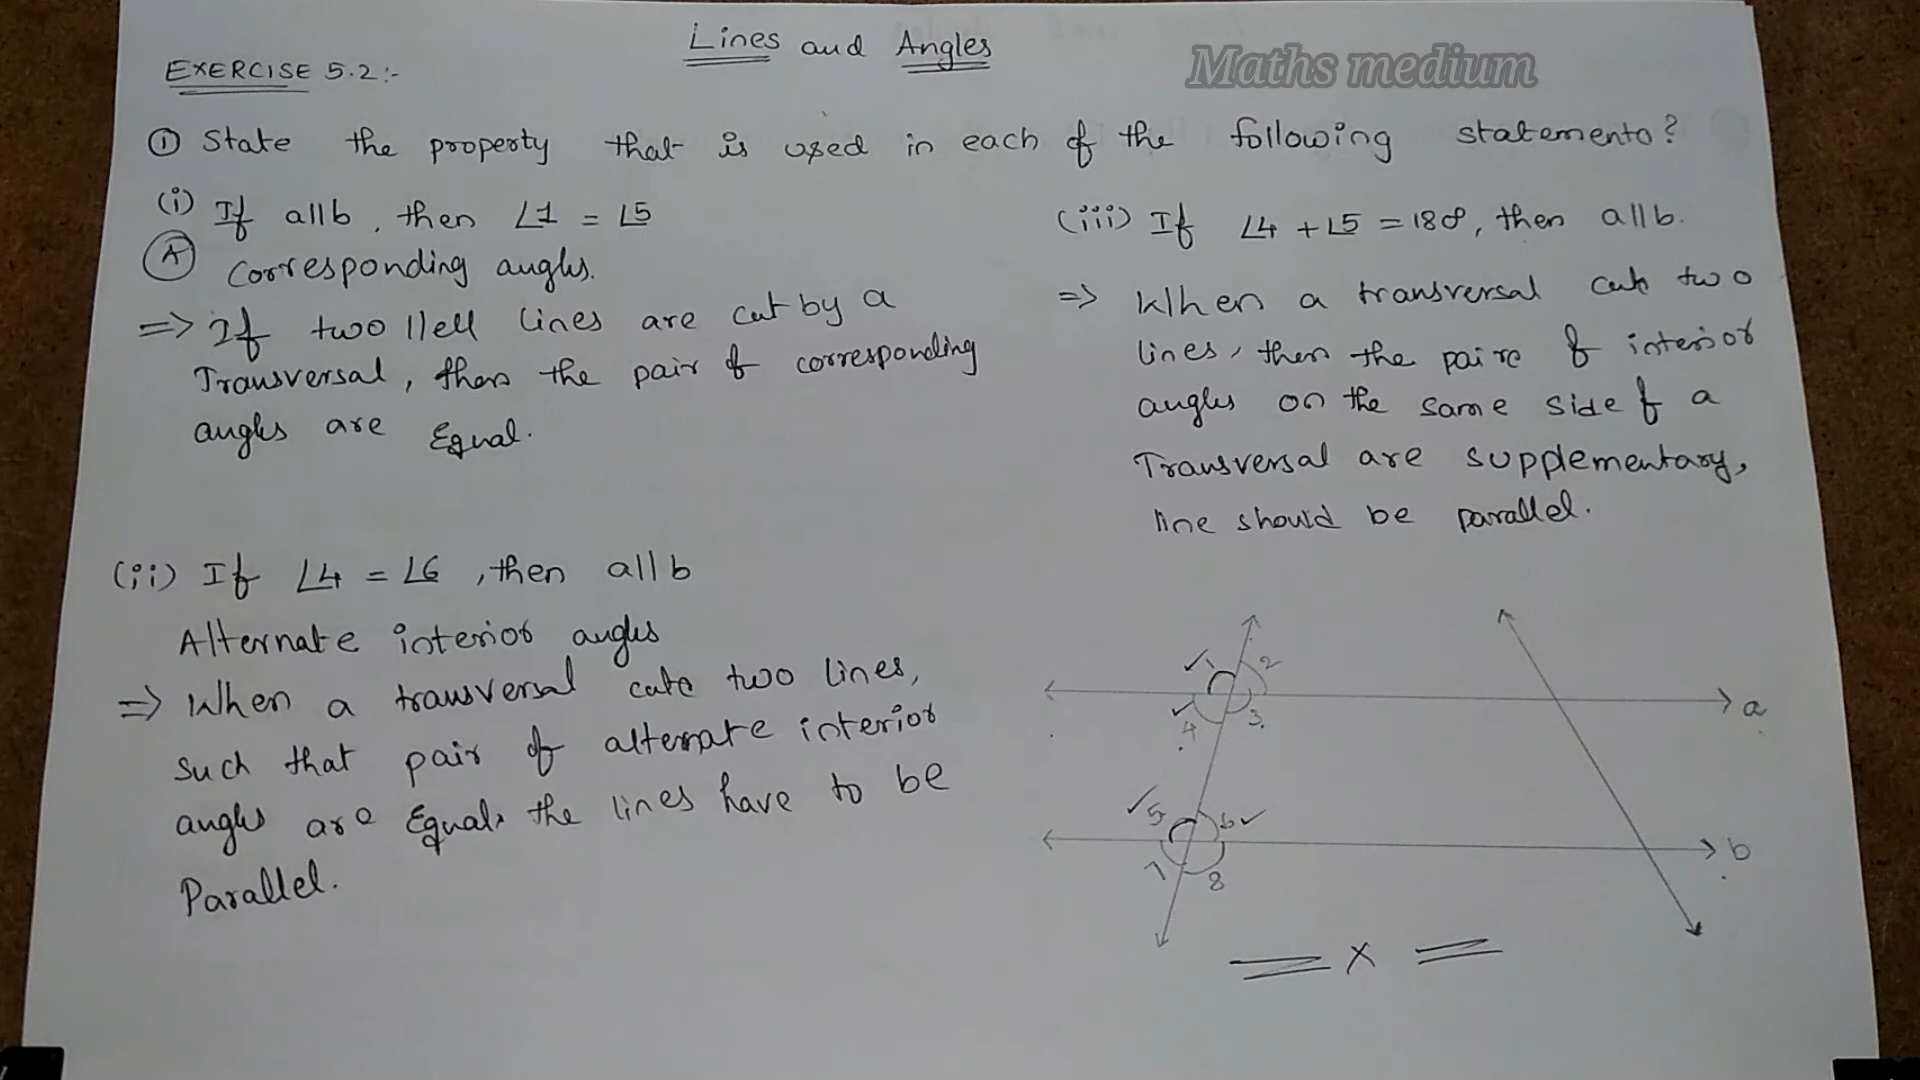 Lines and Angles
Maths medium
EXERCISE 5.2:-
① State the property that is used in each of the following statements?
(i) If a||b, then ∠1 = ∠5
(A) Corresponding angles.
=> If two ||ell lines are cut by a
Transversal, then the pair of corresponding
angles are Equal.
(ii) If ∠4 = ∠6, then a||b
Alternate interior angles
=> When a transversal cuts two lines,
Such that pair of alternate interior
angles are Equal, the lines have to be
Parallel.
(iii) If ∠4 + ∠5 = 180, then a||b.
=> When a transversal cuts two
lines, then the pair of interior
angles on the same side of a
Transversal are supplementary,
line should be parallel.
1 2
a
4 3
5 6
b
7 8
x